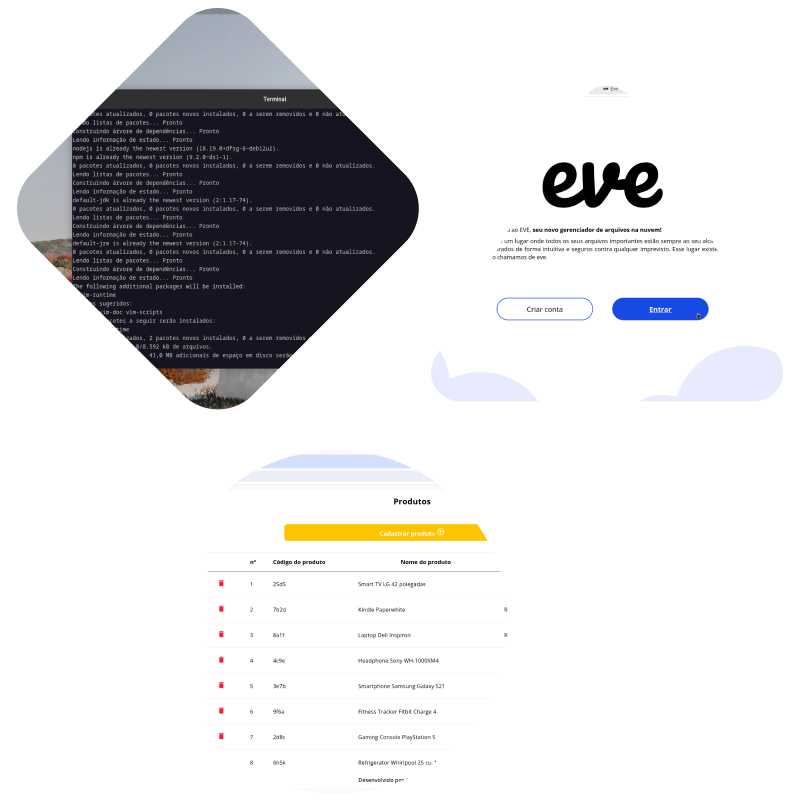 Terminal
pacotes atualizados, 0 pacotes novos instalados, 0 a serem removidos e 0 não
Lendo listas de pacotes... Pronto
Construindo árvore de dependências... Pronto
Lendo informação de estado... Pronto
nodejs is already the newest version (18.19.0+dfsg-6~deb12u2).
npm is already the newest version (9.2.0~ds1-1).
0 pacotes atualizados, 0 pacotes novos instalados, 0 a serem removidos e 0 não atualizados.
Lendo listas de pacotes... Pronto
Construindo árvore de dependências... Pronto
Lendo informação de estado... Pronto
default-jdk is already the newest version (2:1.17-74).
0 pacotes atualizados, 0 pacotes novos instalados, 0 a serem removidos e 0 não atualizados.
Lendo listas de pacotes... Pronto
Construindo árvore de dependências... Pronto
Lendo informação de estado... Pronto
default-jre is already the newest version (2:1.17-74).
0 pacotes atualizados, 0 pacotes novos instalados, 0 a serem removidos e 0 não atualizados.
Lendo listas de pacotes... Pronto
Construindo árvore de dependências... Pronto
Lendo informação de estado... Pronto
The following additional packages will be installed:
vim-runtime
sugeridos:
vim-doc vim-scripts
a seguir serão instalados:
2 pacotes novos instalados, 0 a serem removidos
8.592 kB de arquivos.
41,0 MB adicionais de espaço em disco serão
Eve
eve
ao EVE, seu novo gerenciador de arquivos na nuvem!
um lugar onde todos os seus arquivos importantes estão sempre ao seu
de forma intuitiva e seguros contra qualquer imprevisto. Esse lugar existe,
o chamamos de eve.
Criar conta
Entrar
Produtos
Cadastrar produto
n° Código do produto Nome do produto
1 25d5 Smart TV LG 42 polegadas
2 7b2d Kindle Paperwhite R
3 8a1f Laptop Dell Inspiron R
4 4c9e Headphone Sony WH-1000XM4
5 3e7b Smartphone Samsung Galaxy S21
6 9f6a Fitness Tracker Fitbit Charge 4
7 2d8c Gaming Console PlayStation 5
8 6h5k Refrigerator Whirlpool 25 cu.
Desenvolvido